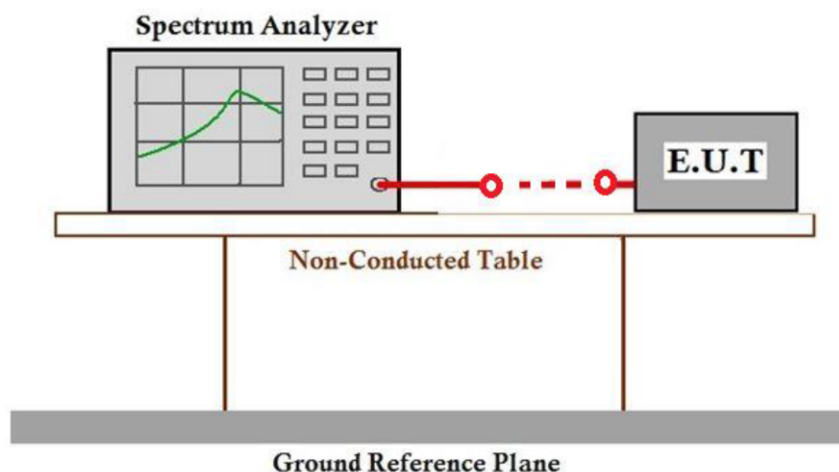 Spectrum Analyzer
E.U.T
Non-Conducted Table
Ground Reference Plane